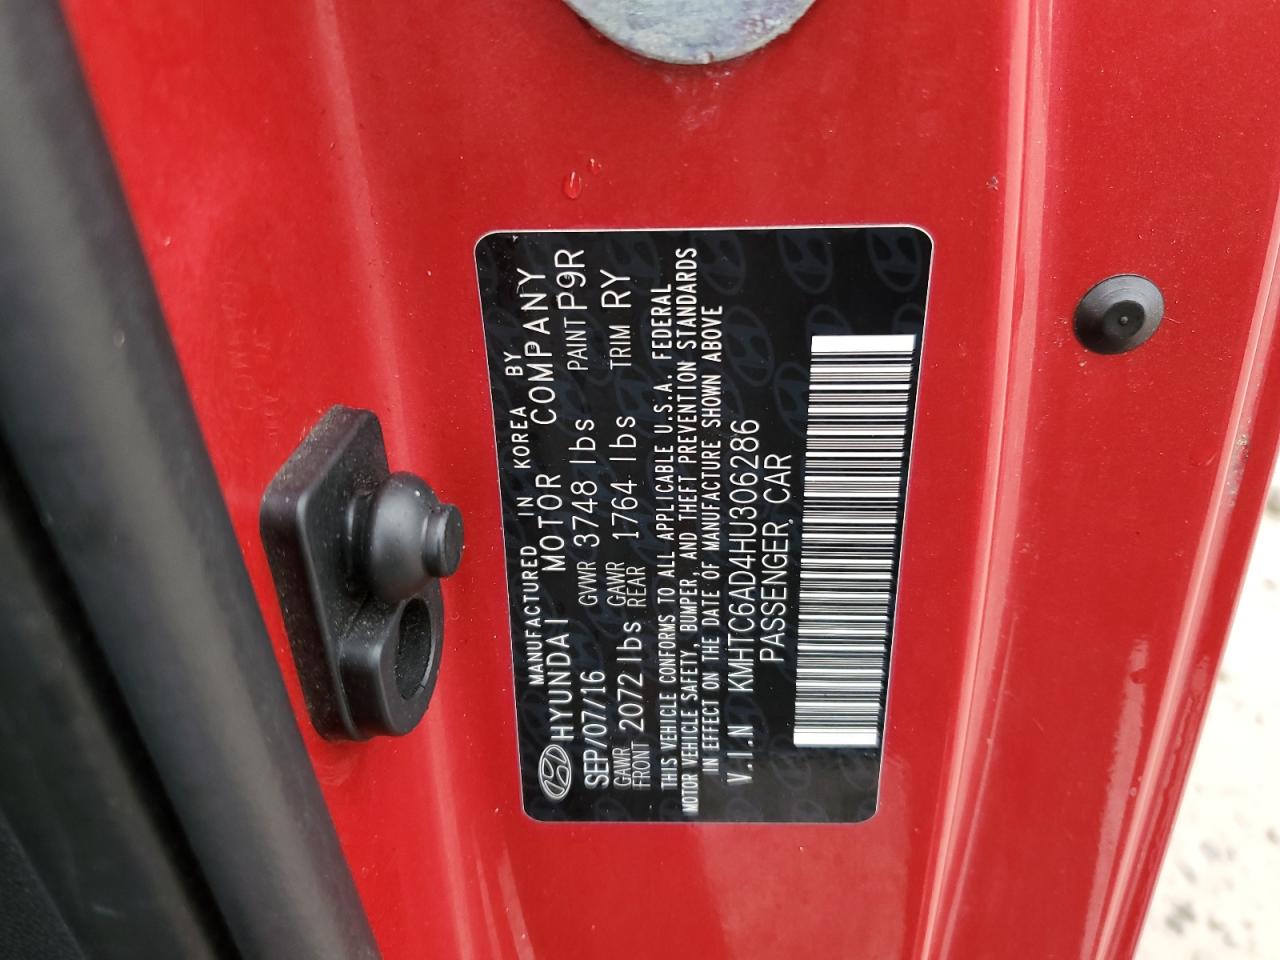 MANUFACTURED IN KOREA BY
HYUNDAI MOTOR COMPANY
SEP/07/16 GVWR 3748 lbs PAINT P9R
GAWR FRONT 2072 lbs GAWR REAR 1764 lbs TRIM RY
THIS VEHICLE CONFORMS TO ALL APPLICABLE U.S.A. FEDERAL
MOTOR VEHICLE SAFETY, BUMPER, AND THEFT PREVENTION STANDARDS
IN EFFECT ON THE DATE OF MANUFACTURE SHOWN ABOVE
V.I.N KMHTC6AD4HU306286
PASSENGER CAR